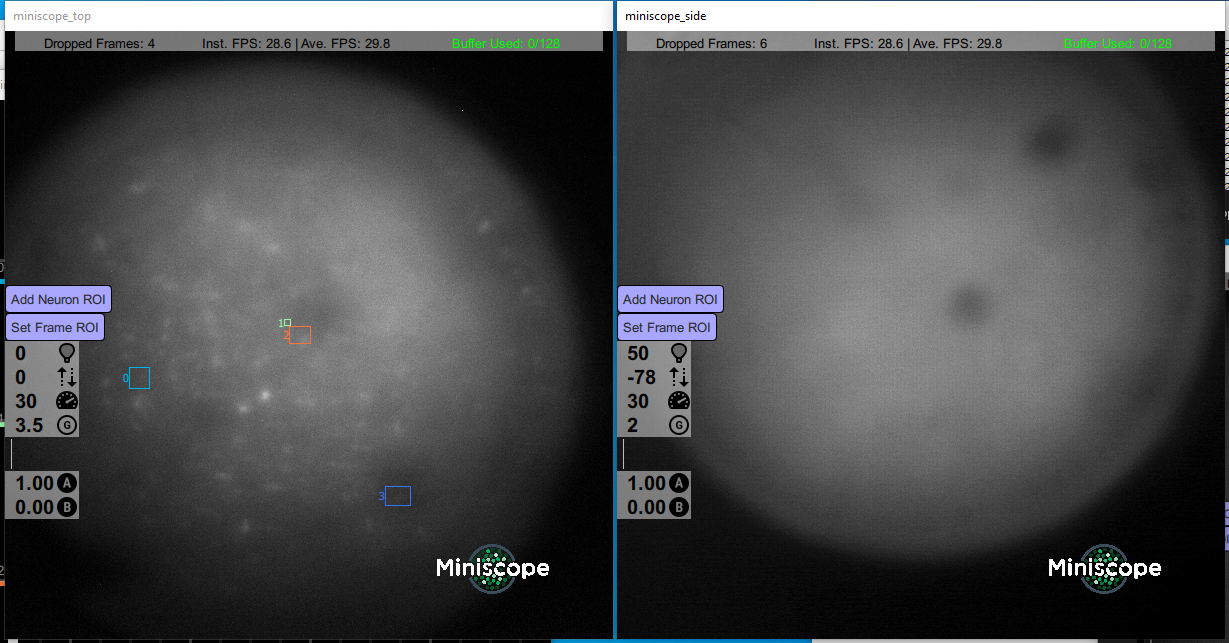 miniscope_top
Dropped Frames: 4 Inst. FPS: 28.6 | Ave. FPS: 29.8 Buffer Used: 0/128
1
2
0
Add Neuron ROI
Set Frame ROI
0
0
30
3.5 G
1.00 A
0.00 B
3
Miniscope
miniscope_side
Dropped Frames: 6 Inst. FPS: 28.6 | Ave. FPS: 29.8 Buffer Used: 0/128
Add Neuron ROI
Set Frame ROI
50
-78
30
2 G
1.00 A
0.00 B
Miniscope